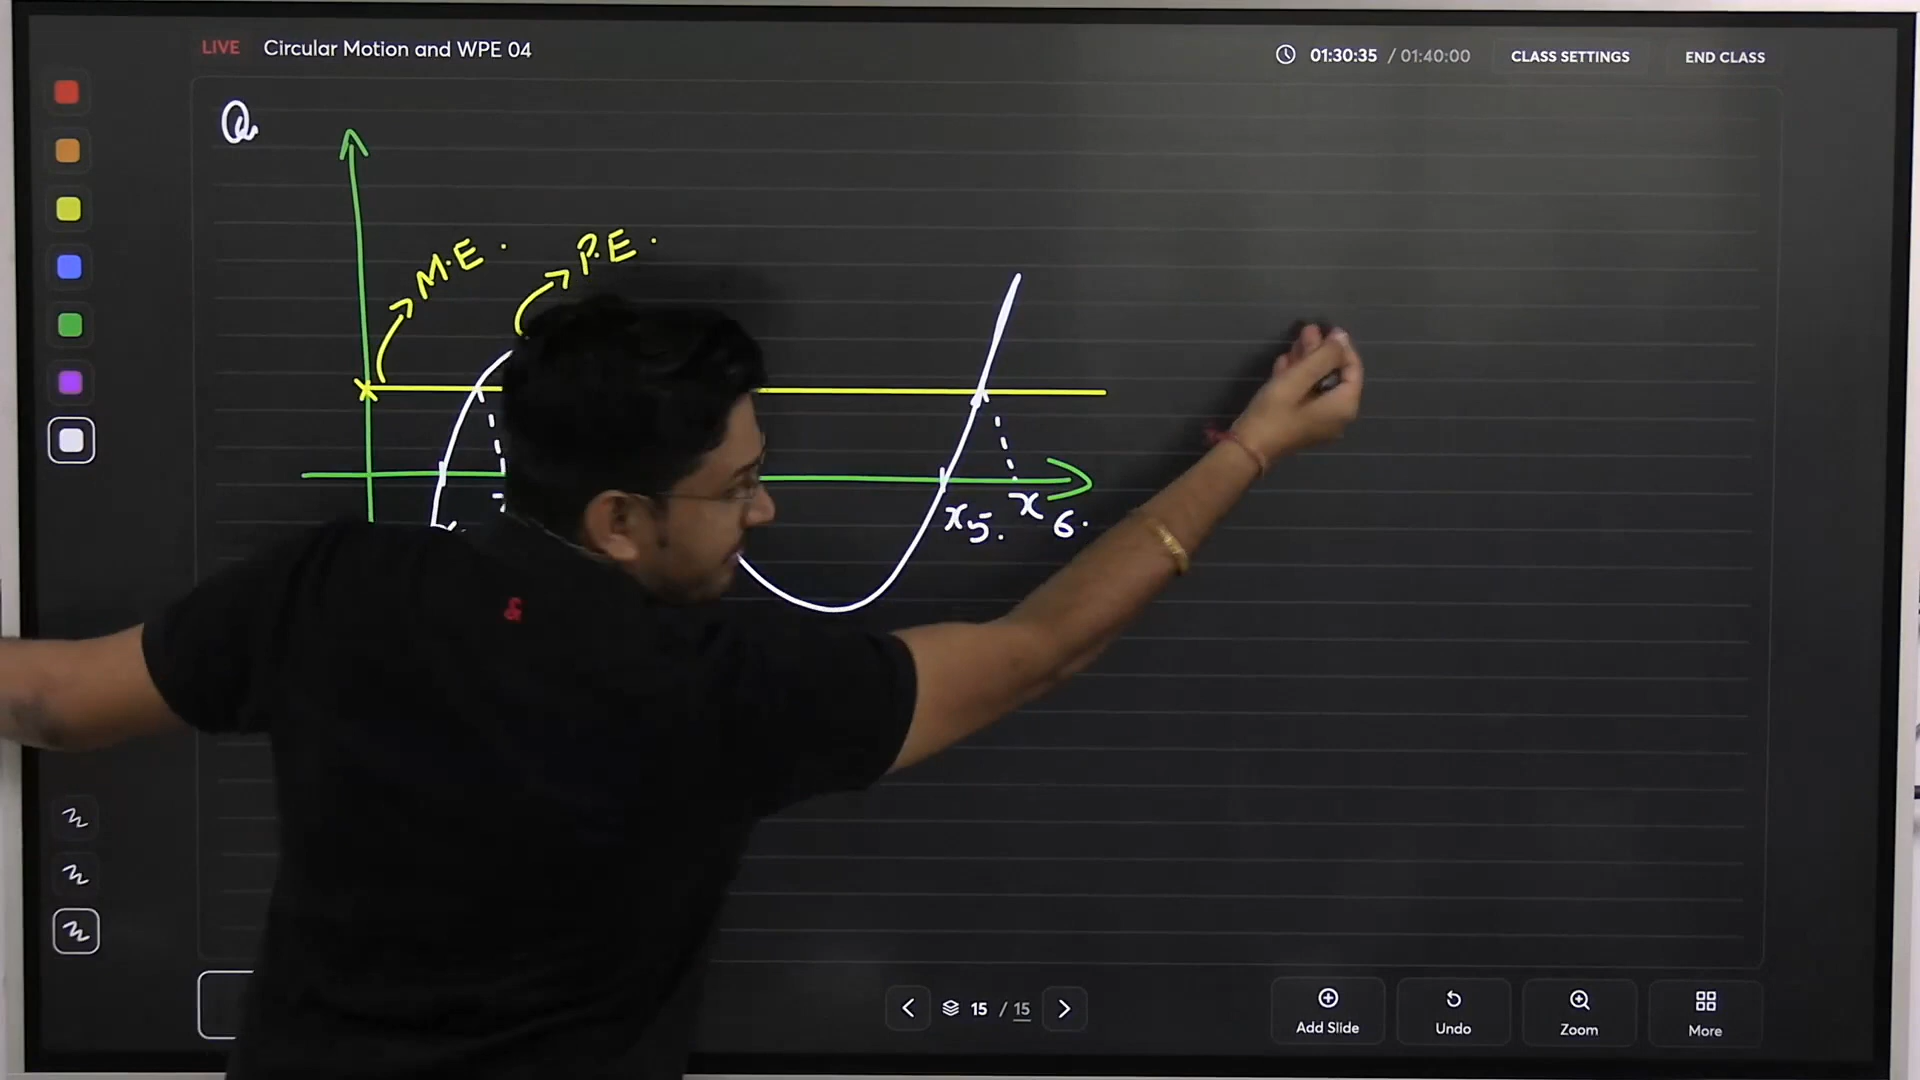 LIVE Circular Motion and WPE 04
01:30:35 / 01:40:00 CLASS SETTINGS END CLASS
Q
M.E.
P.E.
x5.
x6.
15 / 15
Add Slide Undo Zoom More